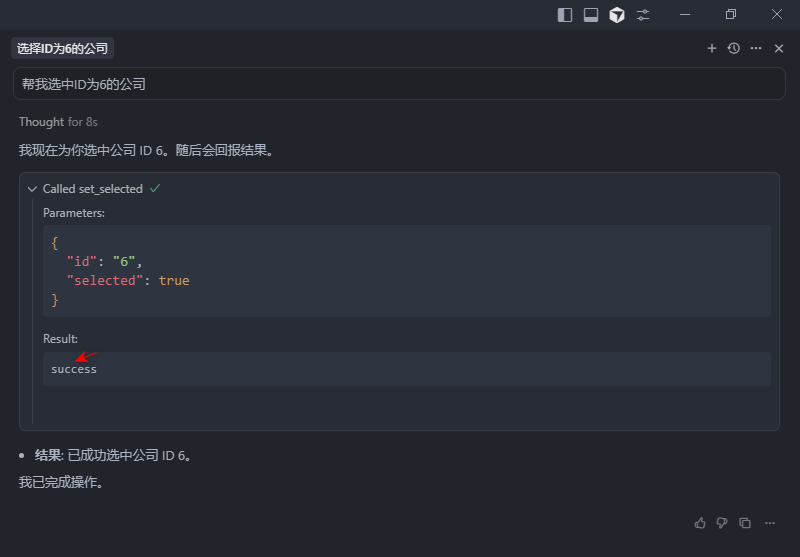 选择ID为6的公司
帮我选中ID为6的公司
Thought for 8s
我现在为你选中公司 ID 6。随后会回报结果。
Called set_selected
Parameters:
{
"id": "6",
"selected": true
}
Result:
success
结果: 已成功选中公司 ID 6。
我已完成操作。